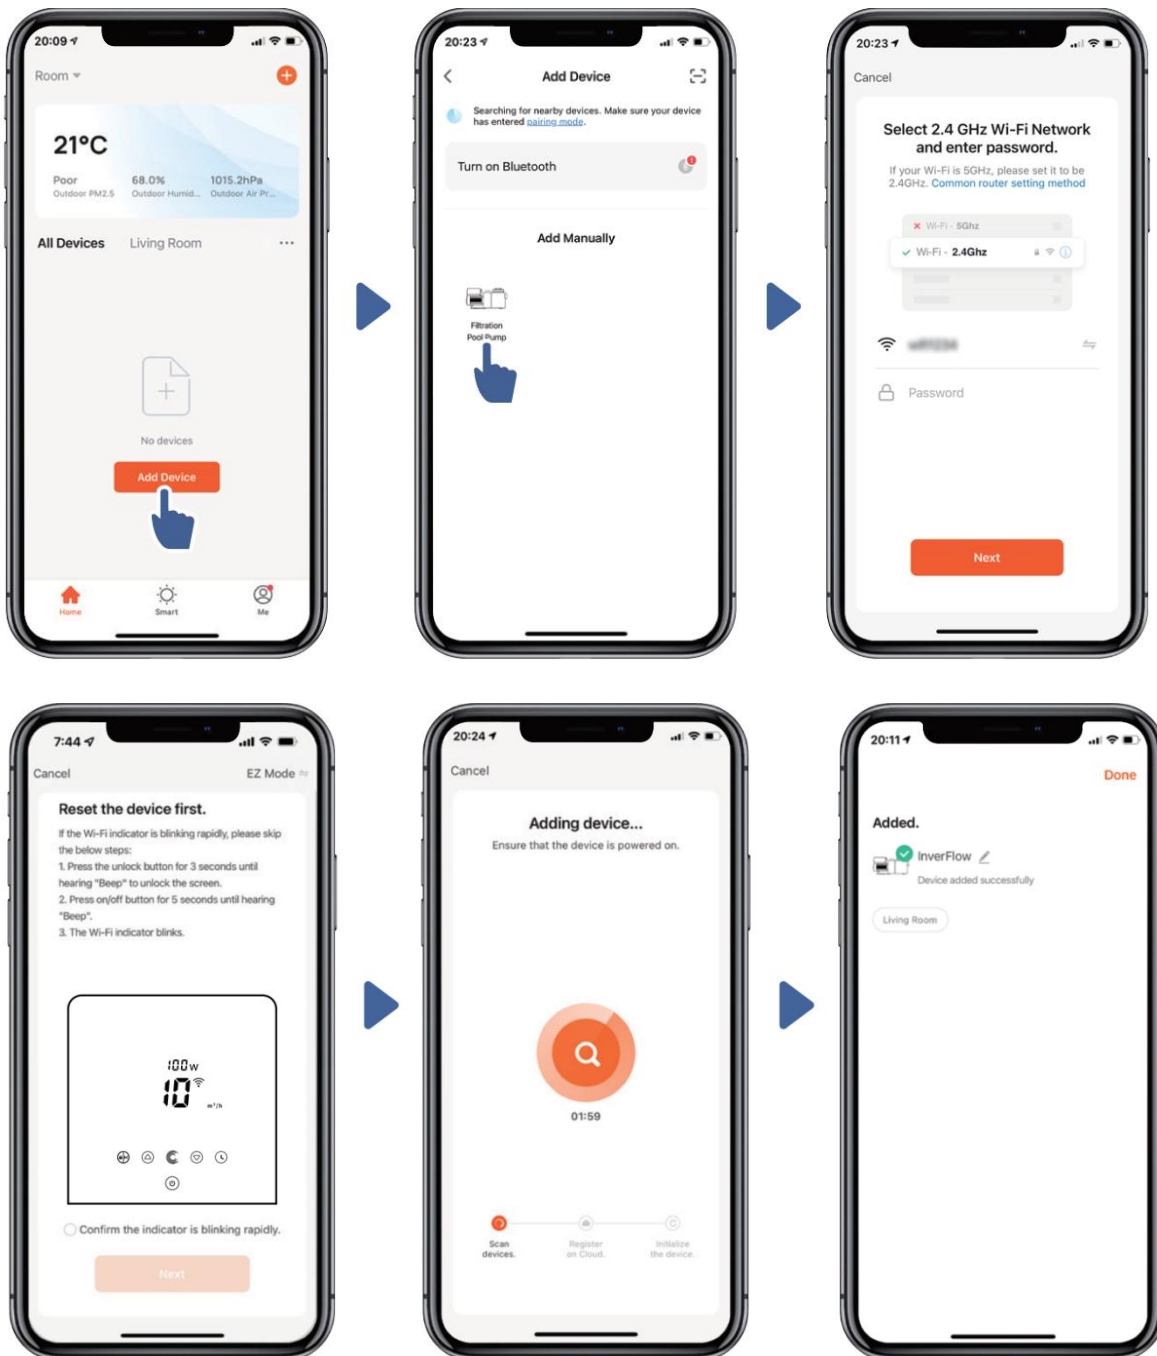 20:09
Room
21°C
Poor 68.0% 1015.2hPa
Outdoor PM2.5 Outdoor Humid... Outdoor Air Pr...
All Devices Living Room ...
No devices
Add Device
Home Smart Me
20:23
Add Device
Searching for nearby devices. Make sure your device
has entered pairing mode.
Turn on Bluetooth
Add Manually
Filtration
Pool Pump
20:23
Cancel
Select 2.4 GHz Wi-Fi Network
and enter password.
If your Wi-Fi is 5GHz, please set it to be
2.4GHz. Common router setting method
Wi-Fi - 5Ghz
Wi-Fi - 2.4Ghz
Password
Next
7:44
Cancel EZ Mode
Reset the device first.
If the Wi-Fi indicator is blinking rapidly, please skip
the below steps:
1. Press the unlock button for 3 seconds until
hearing "Beep" to unlock the screen.
2. Press on/off button for 5 seconds until hearing
"Beep".
3. The Wi-Fi indicator blinks.
100w
10 m³/h
Confirm the indicator is blinking rapidly.
Next
20:24
Cancel
Adding device...
Ensure that the device is powered on.
01:59
Scan Register Initialize
devices. on Cloud. the device.
20:11
Done
Added.
InverFlow
Device added successfully
Living Room